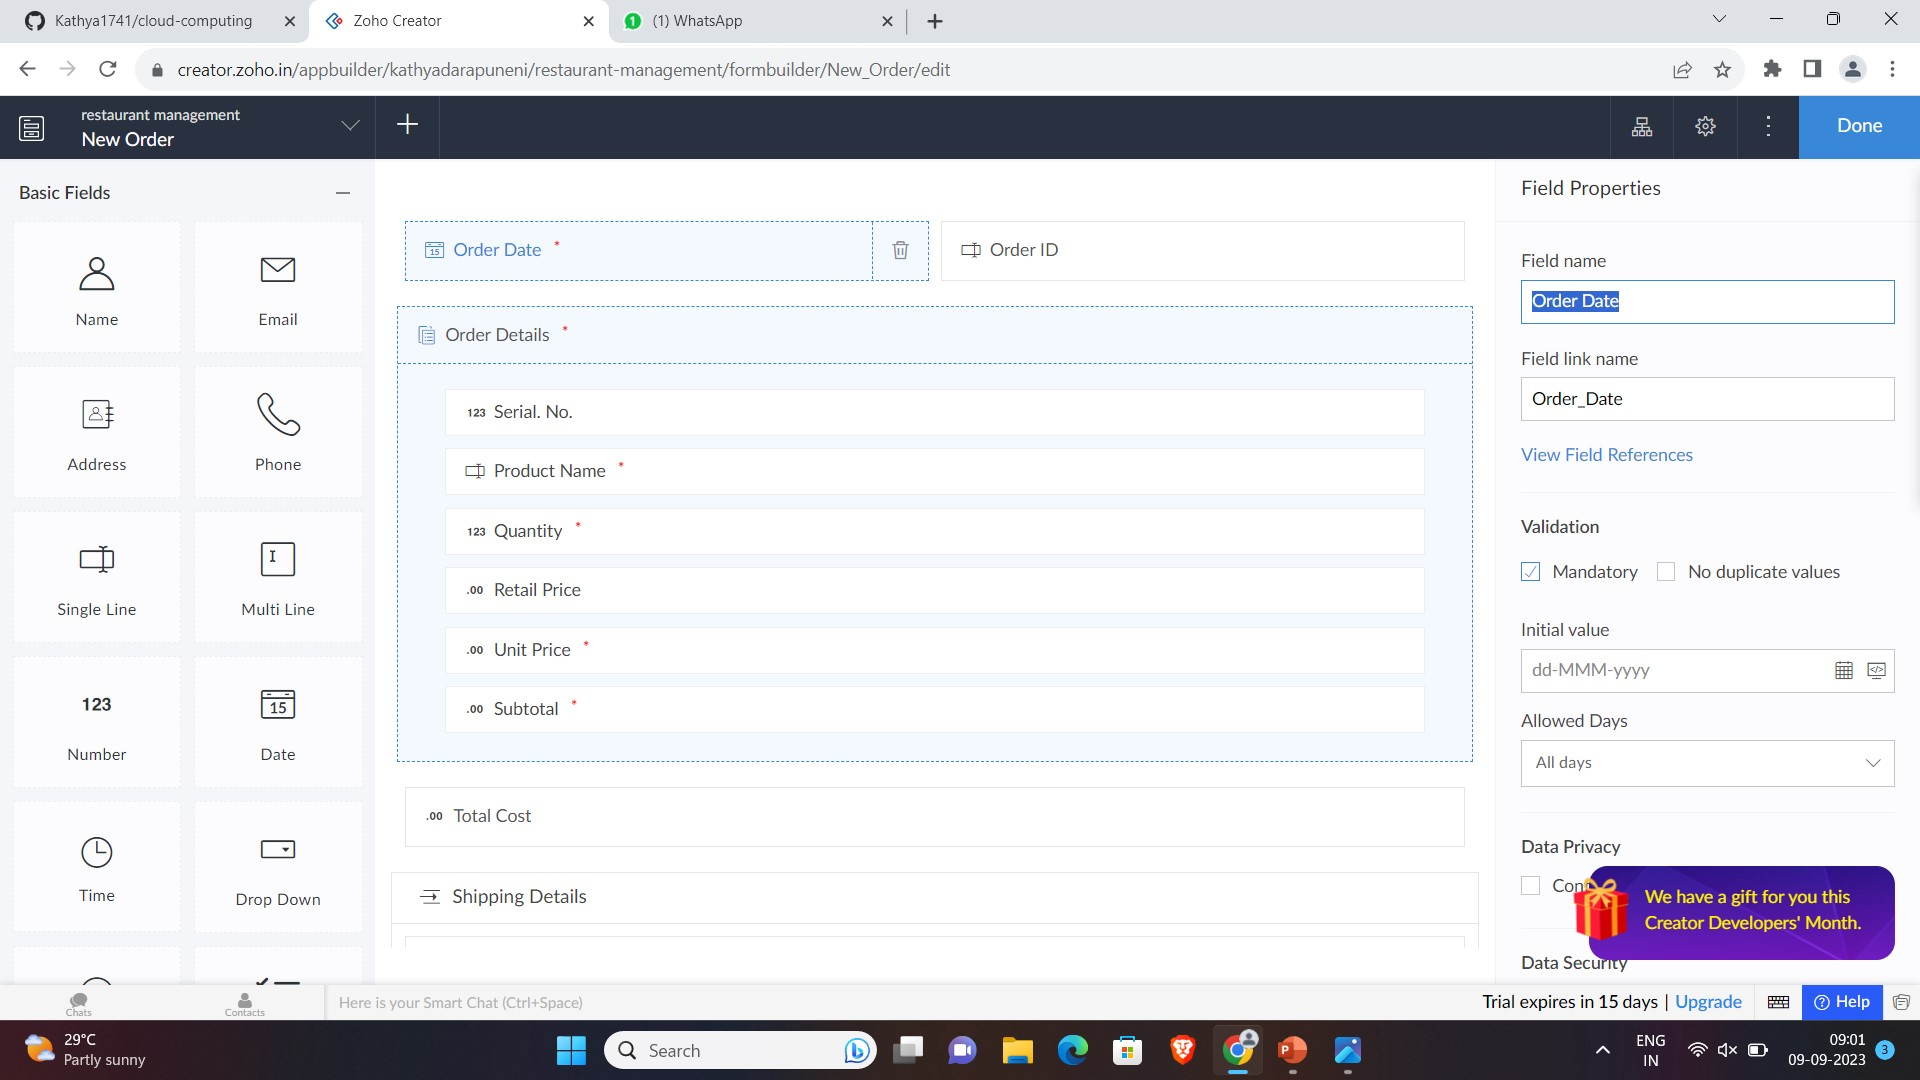 Kathya1741/cloud-computing
Zoho Creator
(1) WhatsApp
creator.zoho.in/appbuilder/kathyadarapuneni/restaurant-management/formbuilder/New_Order/edit
restaurant management
New Order
Done
Basic Fields
Name
Email
Address
Phone
Single Line
Multi Line
123
Number
15
Date
Time
Drop Down
15 Order Date *
Order ID
Order Details *
123 Serial. No.
Product Name *
123 Quantity *
.00 Retail Price
.00 Unit Price *
.00 Subtotal *
.00 Total Cost
Shipping Details
Field Properties
Field name
Order Date
Field link name
Order_Date
View Field References
Validation
Mandatory
No duplicate values
Initial value
dd-MMM-yyyy
Allowed Days
All days
Data Privacy
We have a gift for you this
Creator Developers' Month.
Data Security
Chats
Contacts
Here is your Smart Chat (Ctrl+Space)
Trial expires in 15 days | Upgrade
Help
29°C
Partly sunny
Search
ENG
IN
09:01
09-09-2023
3